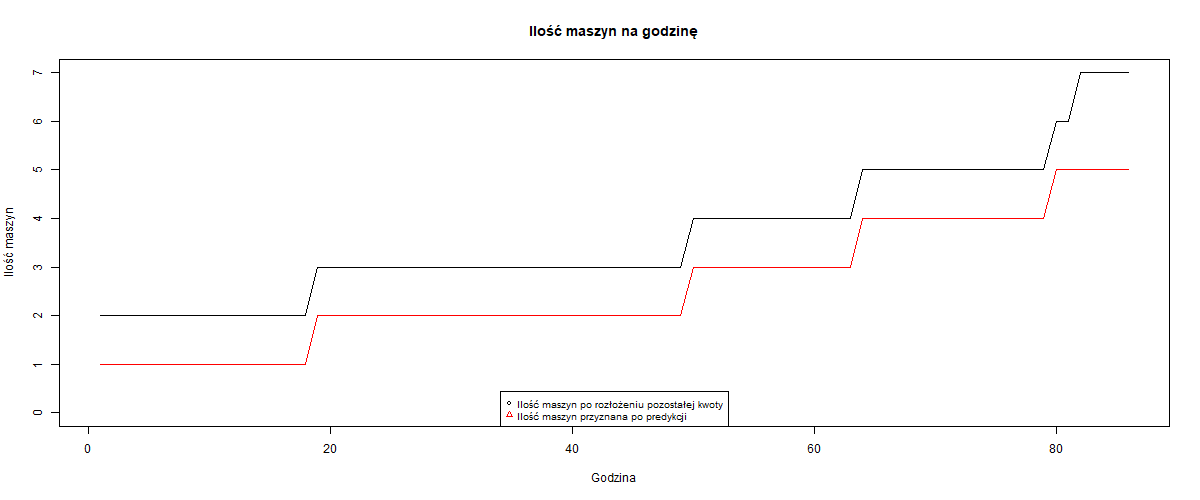 Ilość maszyn na godzinę
Ilość maszyn
7
6
5
4
3
2
1
0
Ilość maszyn po rozłożeniu pozostałej kwoty
Ilość maszyn przyznana po predykcji
0 20 40 60 80
Godzina